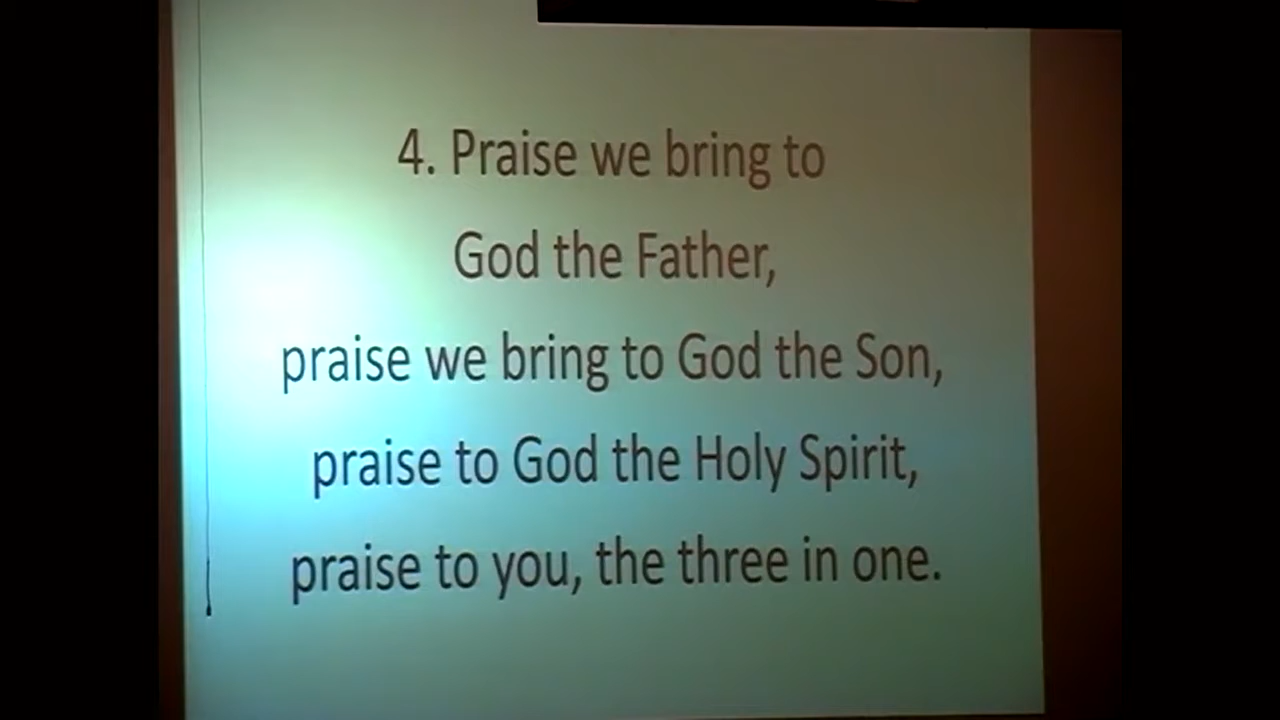 4. Praise we bring to
God the Father,
praise we bring to God the Son,
praise to God the Holy Spirit,
praise to you, the three in one.